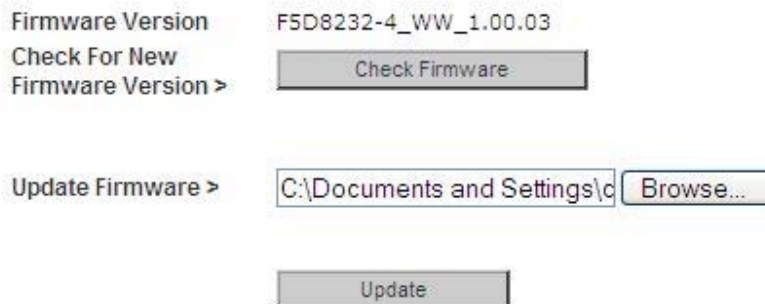 Firmware Version F5D8232-4_WW_1.00.03
Check For New
Firmware Version > Check Firmware
Update Firmware > C:\Documents and Settings\c Browse...
Update